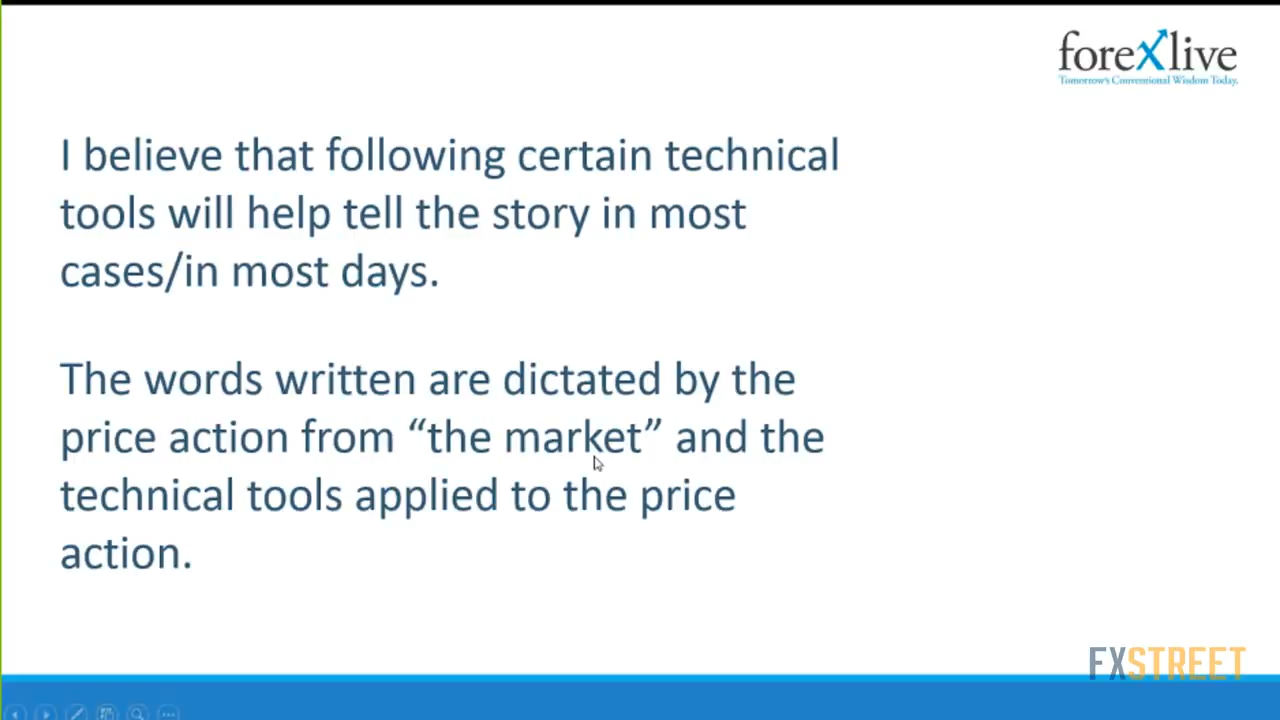 forexlive
Tomorrow's Conventional Wisdom Today.
I believe that following certain technical
tools will help tell the story in most
cases/in most days.
The words written are dictated by the
price action from “the market” and the
technical tools applied to the price
action.
FXSTREET